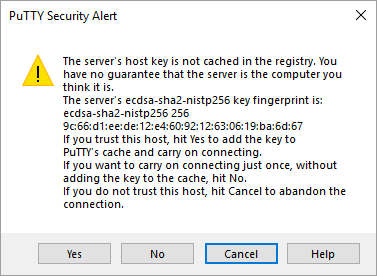 PuTTY Security Alert
The server's host key is not cached in the registry. You
have no guarantee that the server is the computer you
think it is.
The server's ecdsa-sha2-nistp256 key fingerprint is:
ecdsa-sha2-nistp256 256
9c:66:d1:ee:de:12:e4:60:92:12:63:06:19:ba:6d:67
If you trust this host, hit Yes to add the key to
PuTTY's cache and carry on connecting.
If you want to carry on connecting just once, without
adding the key to the cache, hit No.
If you do not trust this host, hit Cancel to abandon the
connection.
Yes No Cancel Help